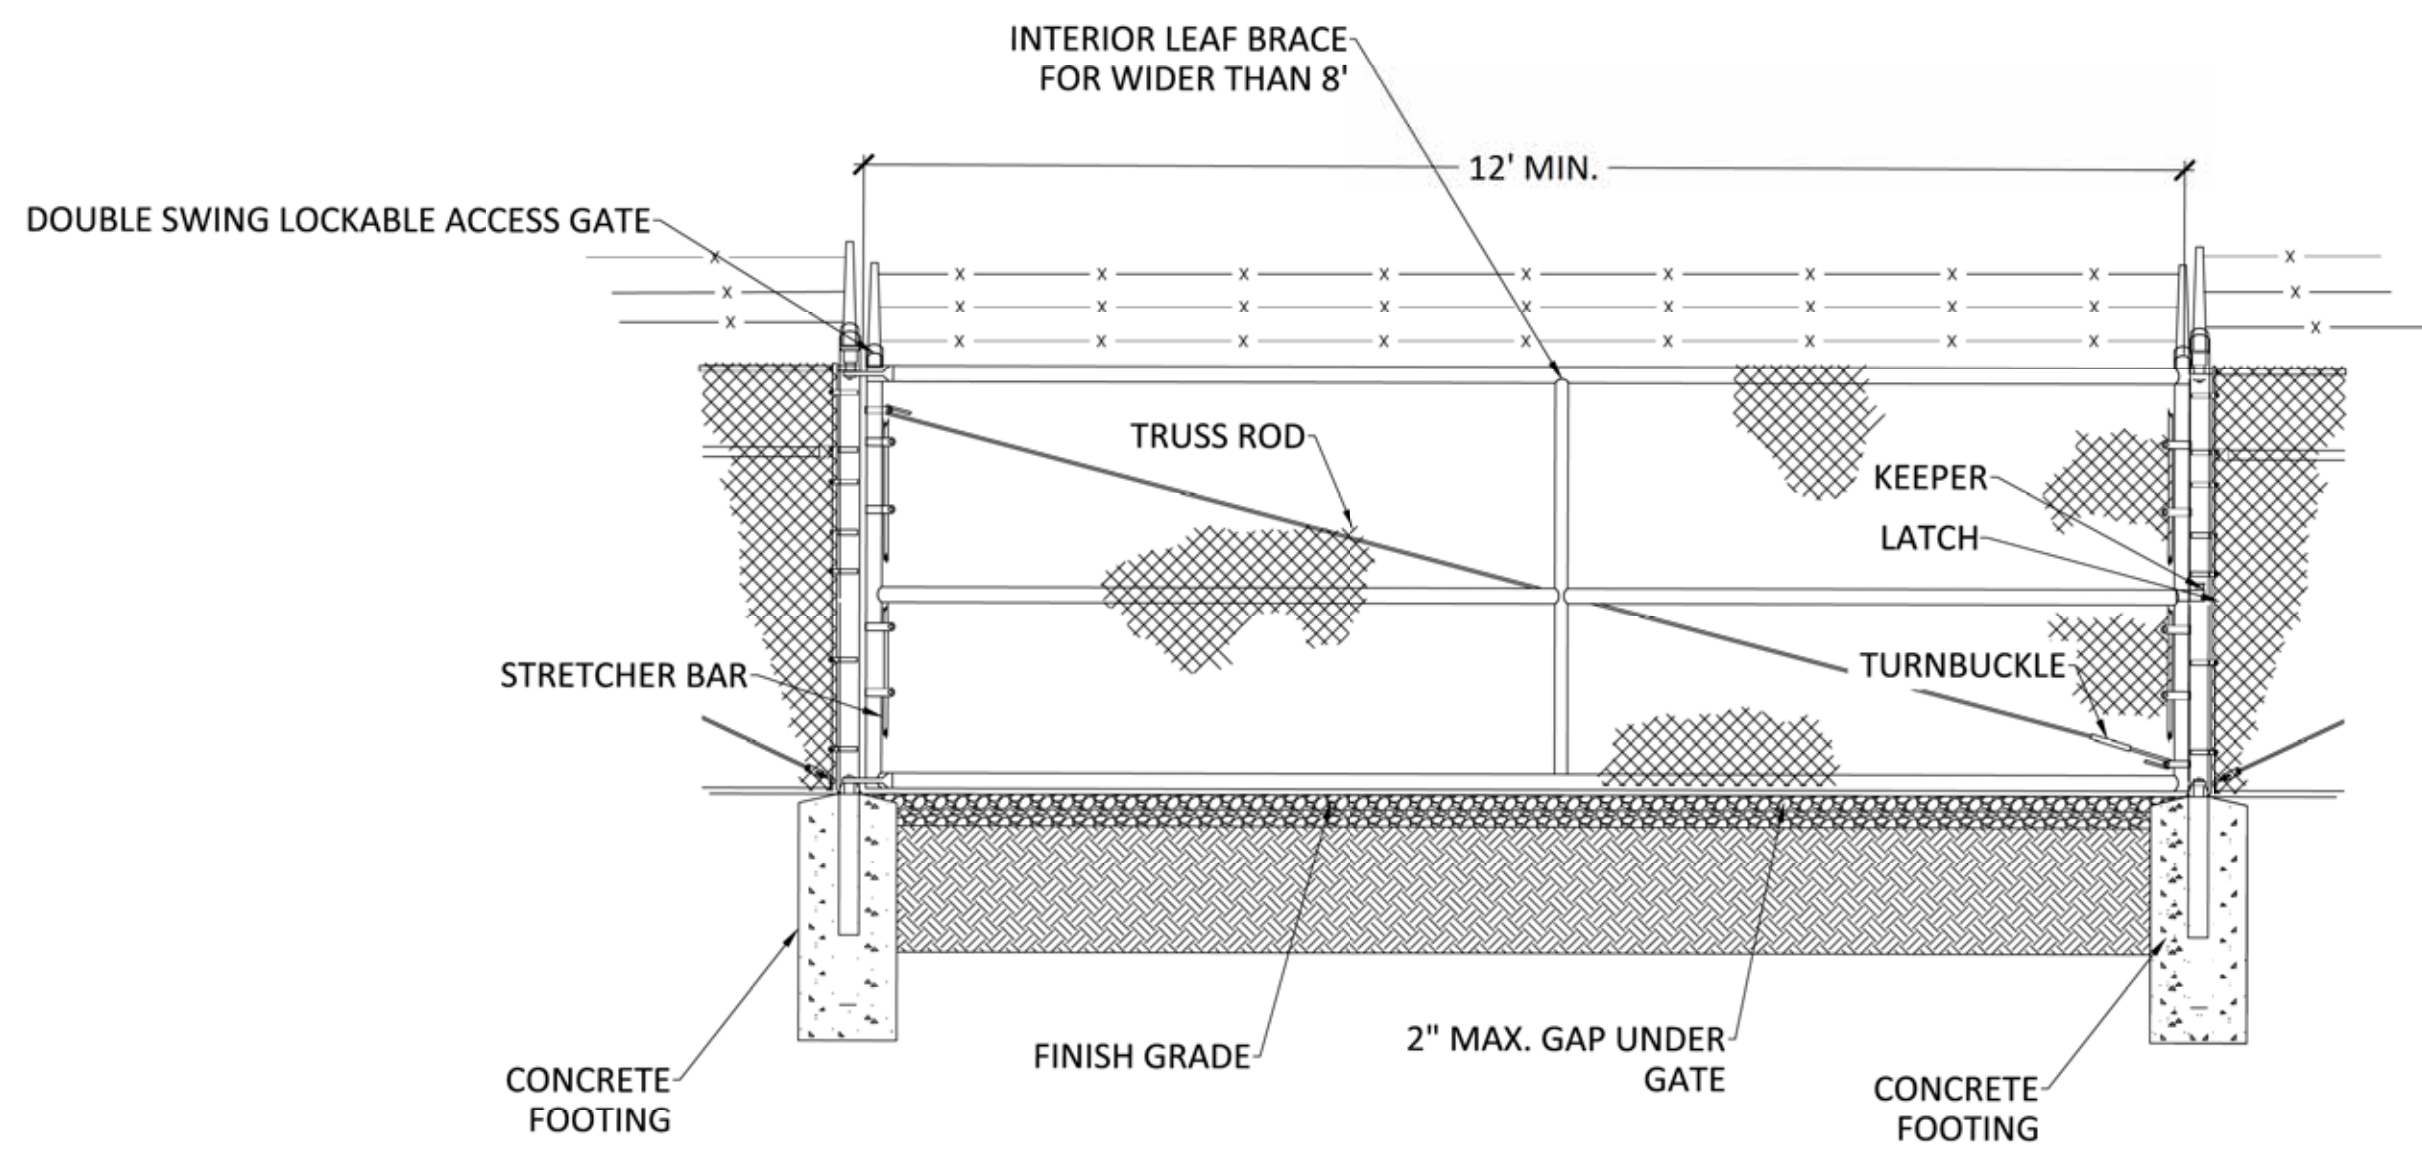 INTERIOR LEAF BRACE
FOR WIDER THAN 8'
12' MIN.
DOUBLE SWING LOCKABLE ACCESS GATE
X X X X X X X X X X X
X X X X X X X X X X X
X X X X X X X X X X X
TRUSS ROD
KEEPER
LATCH
STRETCHER BAR
TURNBUCKLE
FINISH GRADE
2" MAX. GAP UNDER
GATE
CONCRETE
FOOTING
CONCRETE
FOOTING